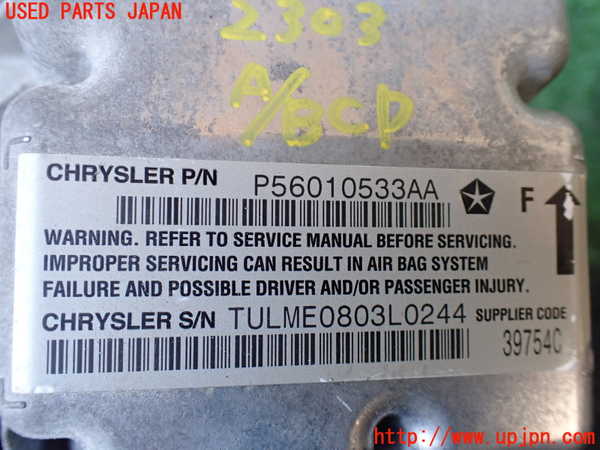 USED PARTS JAPAN
2303
A/BCD
CHRYSLER P/N P56010533AA F
WARNING. REFER TO SERVICE MANUAL BEFORE SERVICING.
IMPROPER SERVICING CAN RESULT IN AIR BAG SYSTEM
FAILURE AND POSSIBLE DRIVER AND/OR PASSENGER INJURY.
CHRYSLER S/N TULME0803L0244 SUPPLIER CODE
39754C
http://www.upjpn.com/